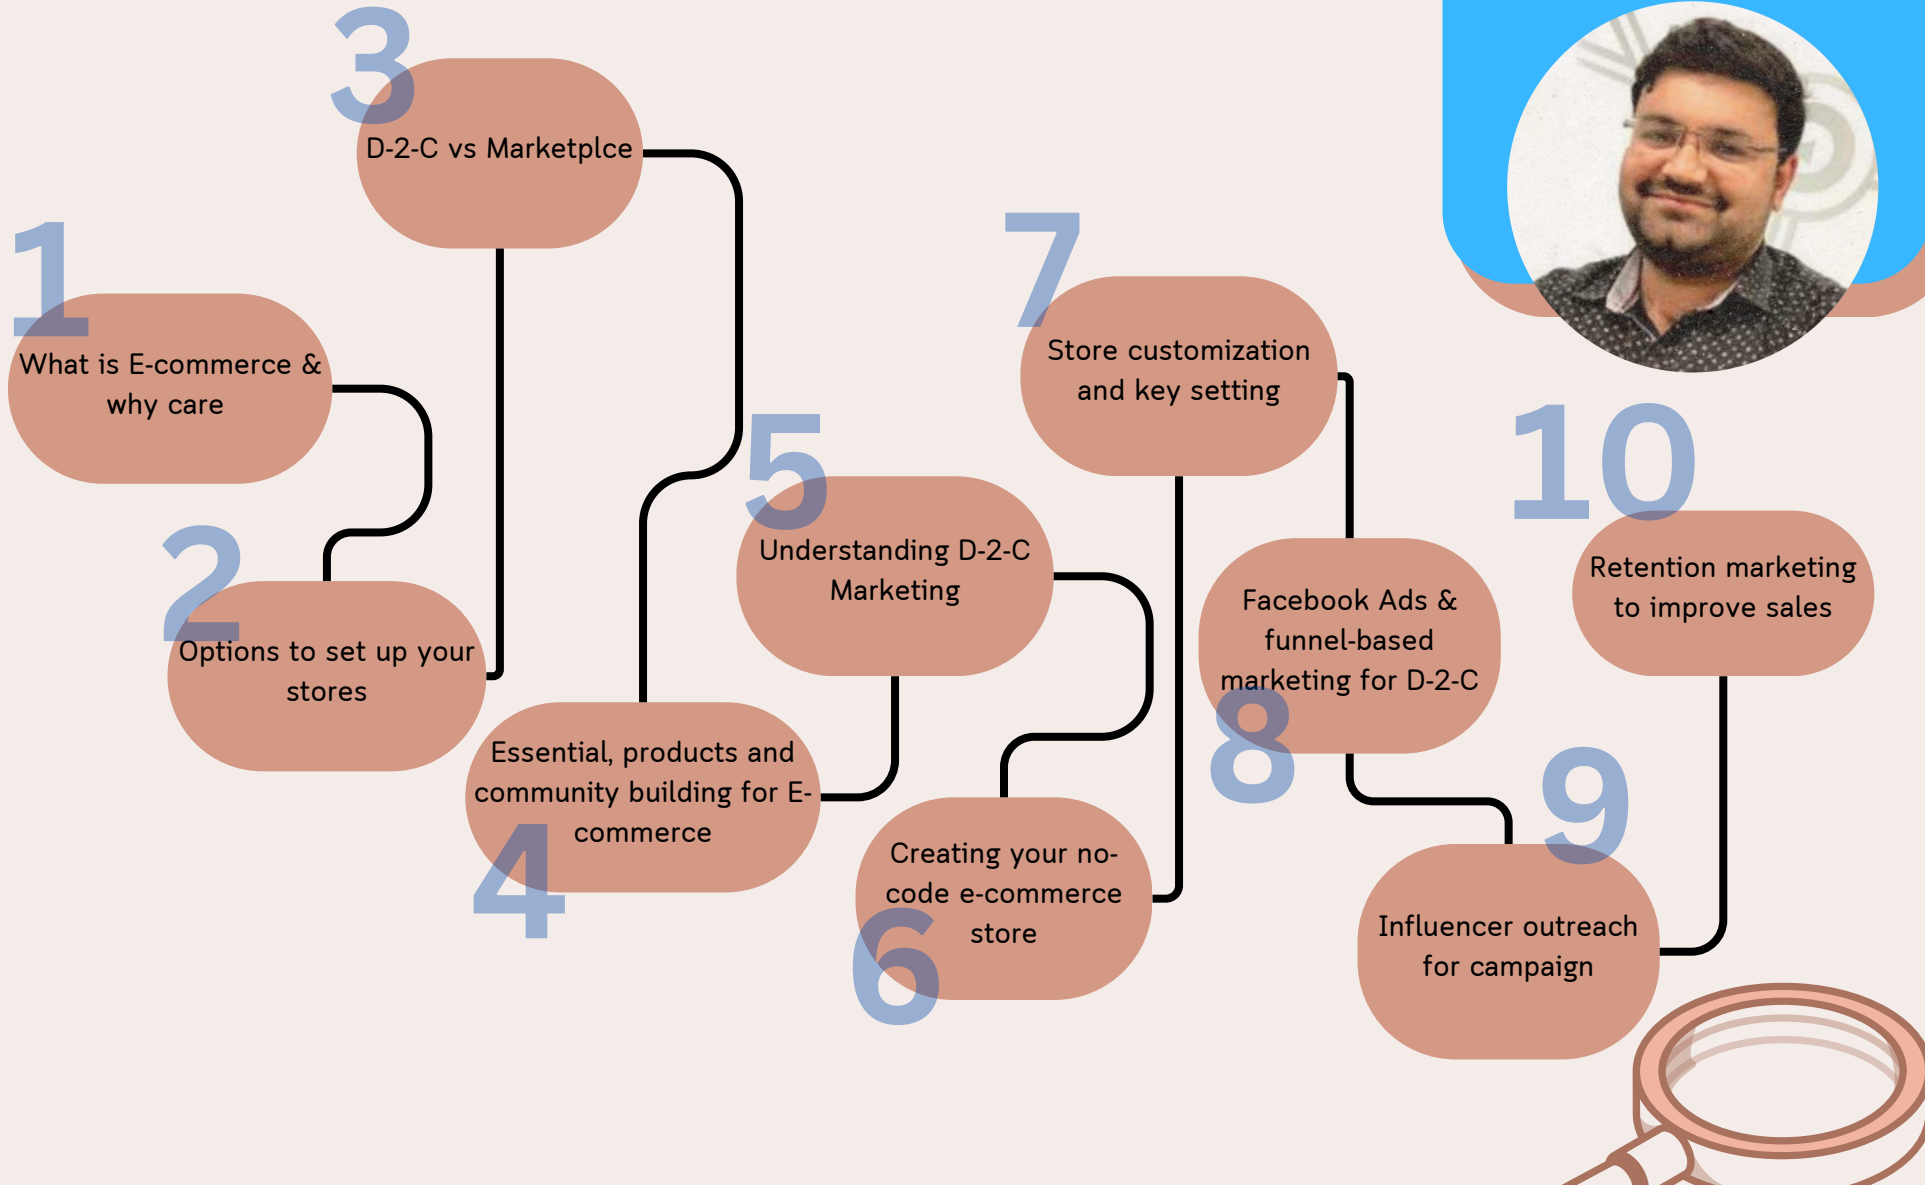 1
What is E-commerce &
why care
2
Options to set up your
stores
3
D-2-C vs Marketplce
4
Essential, products and
community building for E-
commerce
5
Understanding D-2-C
Marketing
6
Creating your no-
code e-commerce
store
7
Store customization
and key setting
8
Facebook Ads &
funnel-based
marketing for D-2-C
9
Influencer outreach
for campaign
10
Retention marketing
to improve sales